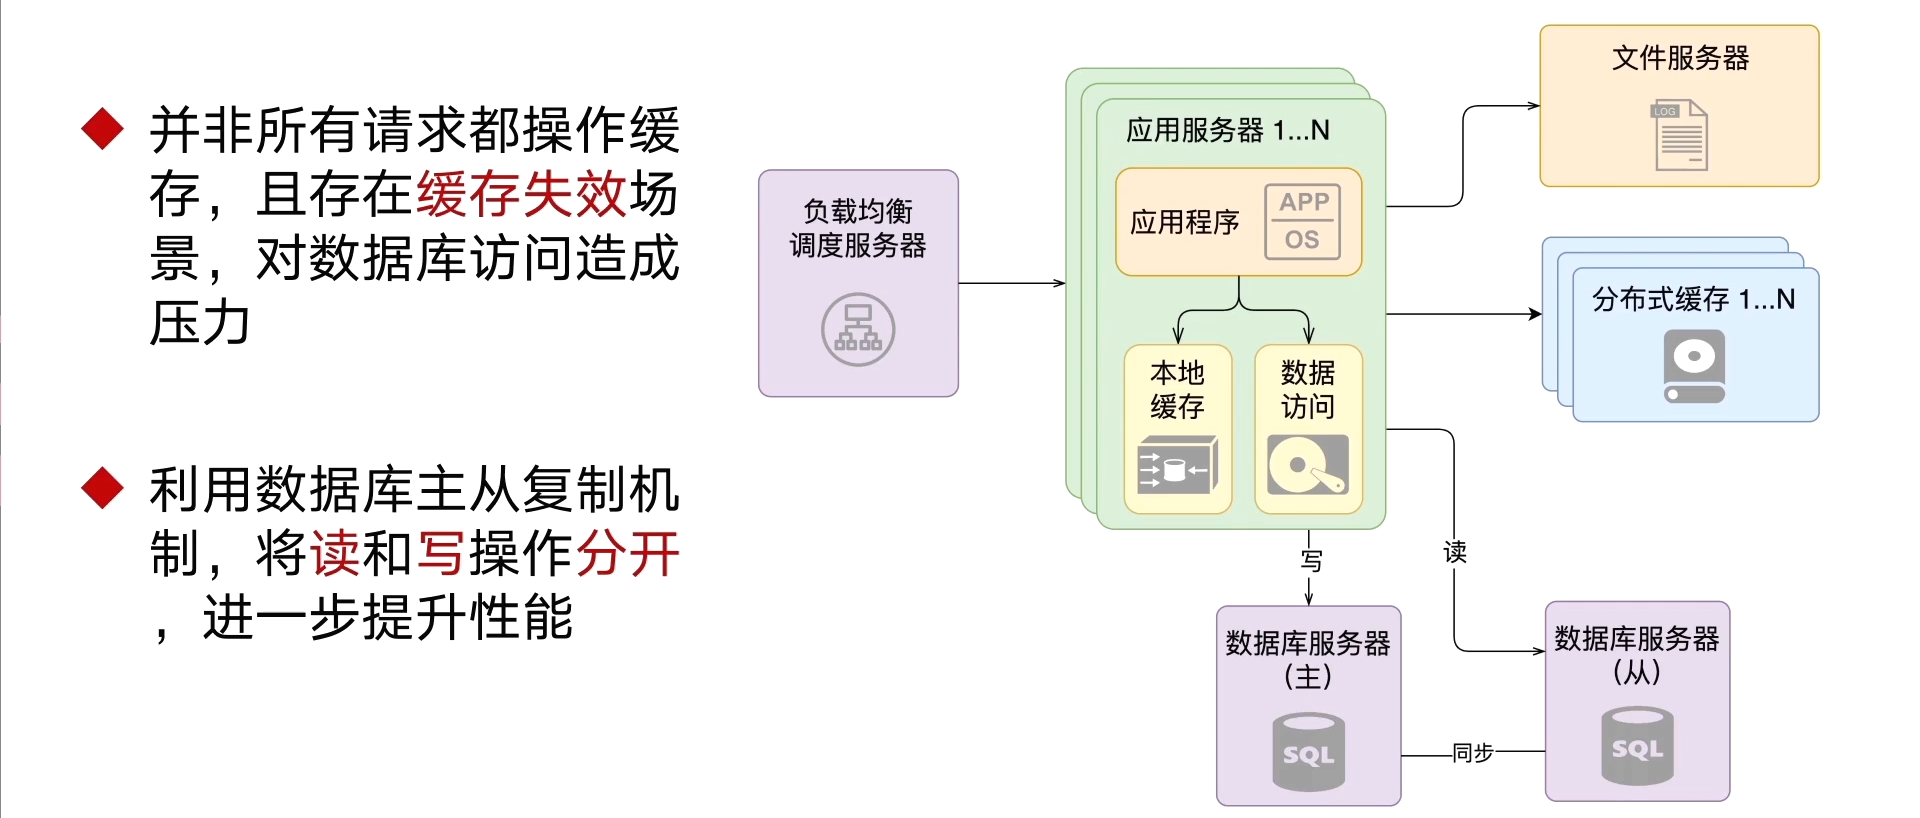 并非所有请求都操作缓
存，且存在缓存失效场
景，对数据库访问造成
压力
利用数据库主从复制机
制，将读和写操作分开
，进一步提升性能
负载均衡
调度服务器
应用服务器 1...N
应用程序
APP
OS
本地
缓存
数据
访问
文件服务器
LOG
分布式缓存 1...N
写
读
数据库服务器
(主)
SQL
同步
数据库服务器
(从)
SQL